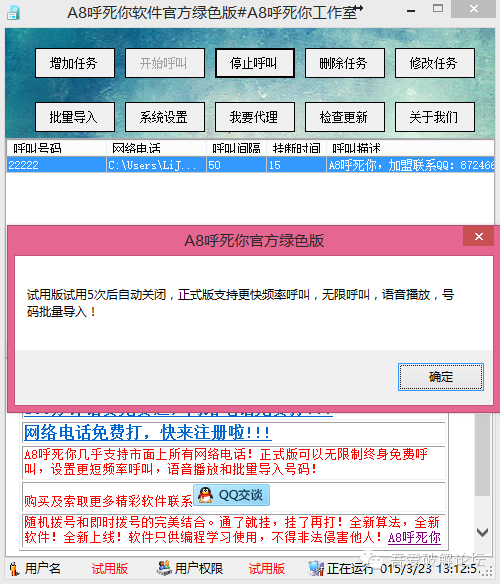 A8呼死你软件官方绿色版#A8呼死你工作室
增加任务 开始呼叫 停止呼叫 删除任务 修改任务
批量导入 系统设置 我要代理 检查更新 关于我们
呼叫号码 网络电话 呼叫间隔 挂断时间 呼叫描述
22222 C:\Users\LiJ... 50 15 A8呼死你,加盟联系QQ:872466
A8呼死你官方绿色版
试用版试用5次后自动关闭,正式版支持更快频率呼叫,无限呼叫,语音播放,号
码批量导入!
确定
网络电话免费打,快来注册啦!!!
A8呼死你几乎支持市面上所有网络电话!正式版可以无限制终身免费呼
叫,设置更短频率呼叫,语音播放和批量导入号码!
购买及索取更多精彩软件联系 QQ交谈
随机拨号和即时拨号的完美结合。通了就挂,挂了再打!全新算法,全新
软件!全新上线!软件只供编程学习使用,不得非法侵害他人!A8呼死你
吾爱破解论坛
用户名 试用版 用户权限 试用版 正在运行 015/3/23 13:12:5